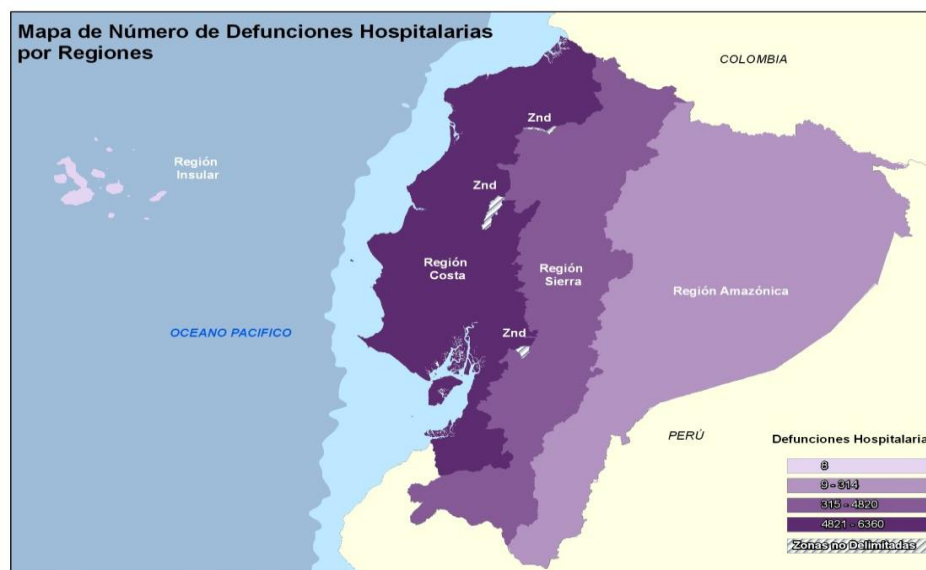 Mapa de Número de Defunciones Hospitalarias
por Regiones
COLOMBIA
Znd
Región
Insular
Znd
Región
Costa
Región
Sierra
Región Amazónica
OCEANO PACIFICO
Znd
PERÚ
Defunciones Hospitalaria
8
9 - 314
315 - 4820
4821 - 6360
Zonas no Delimitadas